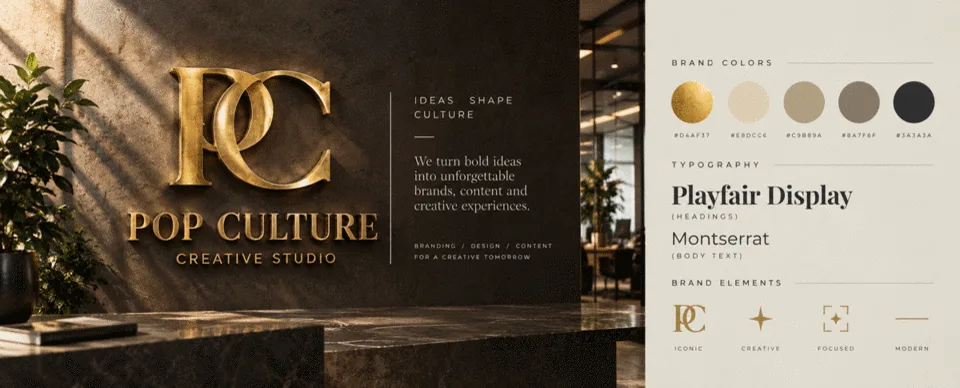 PC
POP CULTURE
CREATIVE STUDIO
IDEAS SHAPE
CULTURE
We turn bold ideas
into unforgettable
brands, content and
creative experiences.
BRANDING / DESIGN / CONTENT
FOR A CREATIVE TOMORROW
BRAND COLORS
#D4AF37 #E8DCC6 #C9B89A #8A7F6F #3A3A3A
TYPOGRAPHY
Playfair Display
(HEADINGS)
Montserrat
(BODY TEXT)
BRAND ELEMENTS
PC
ICONIC CREATIVE FOCUSED MODERN